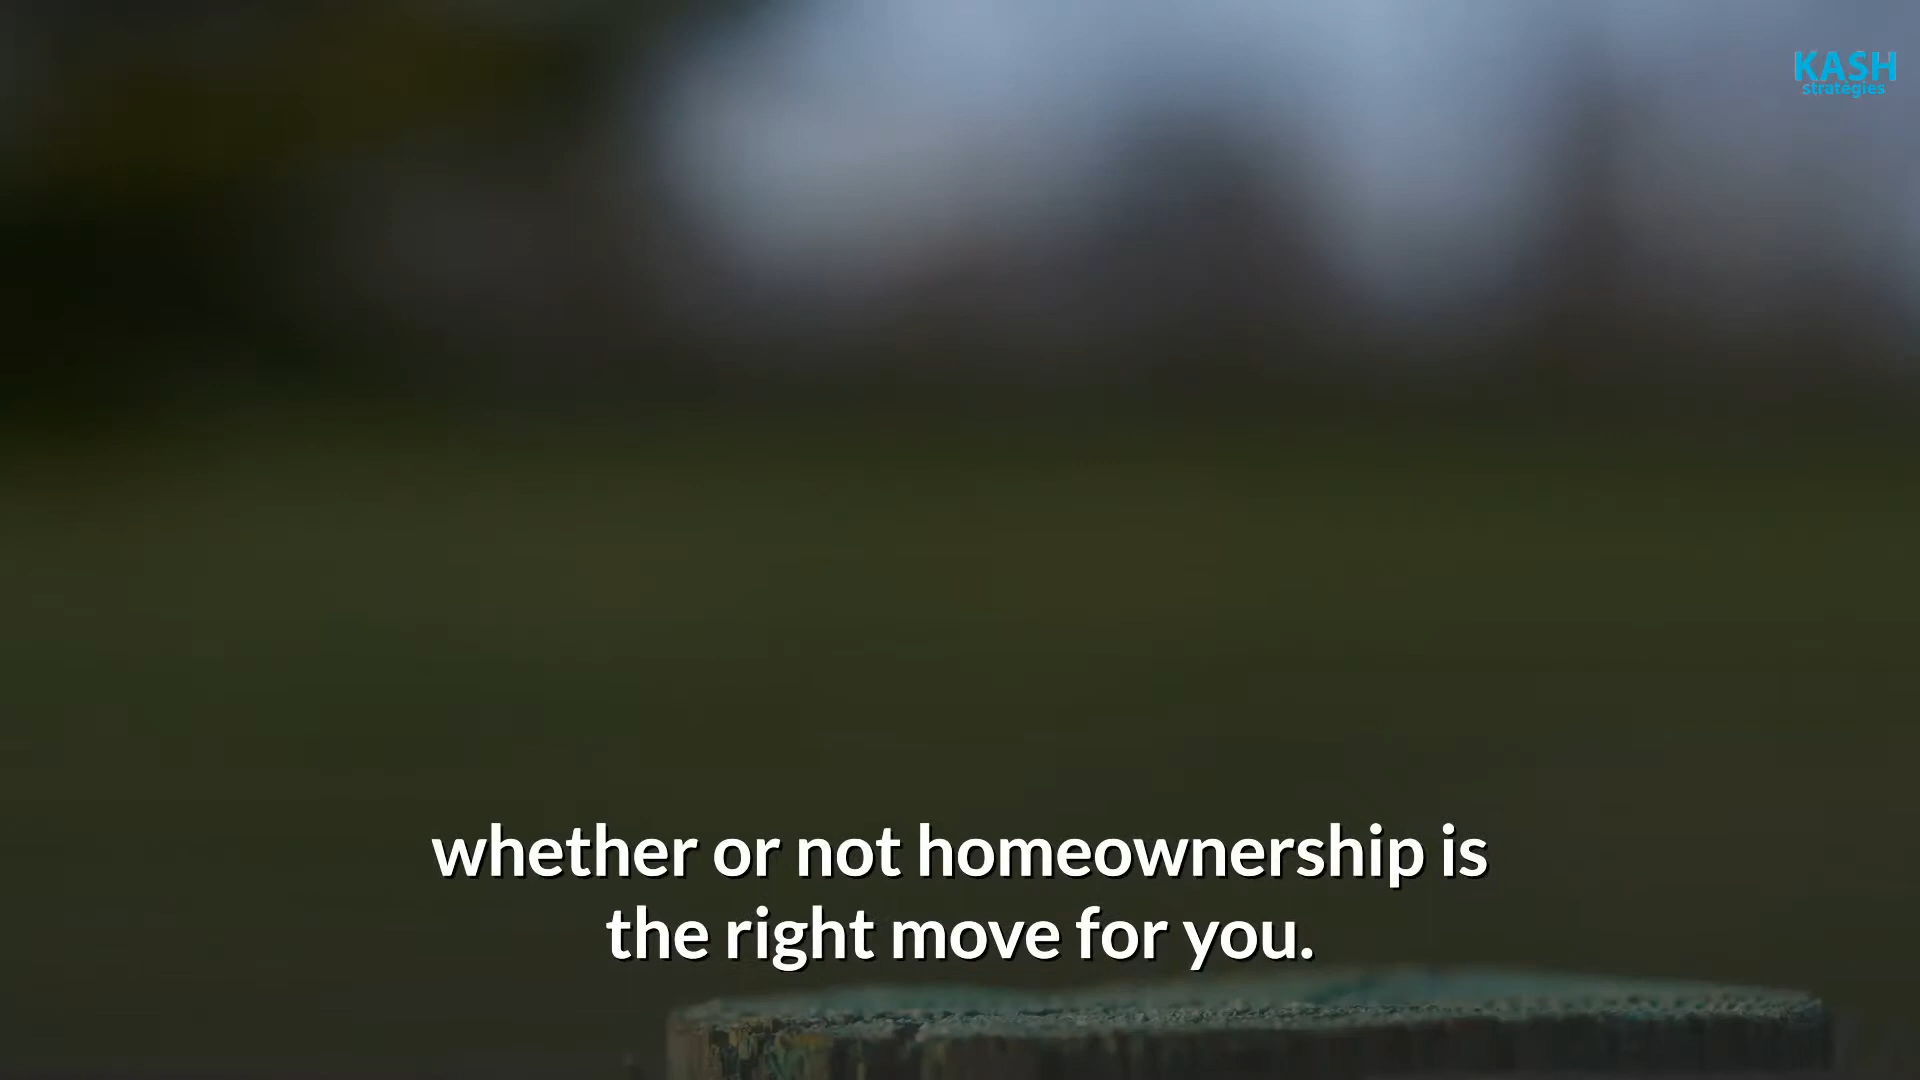 KASH
strategies
whether or not homeownership is
the right move for you.